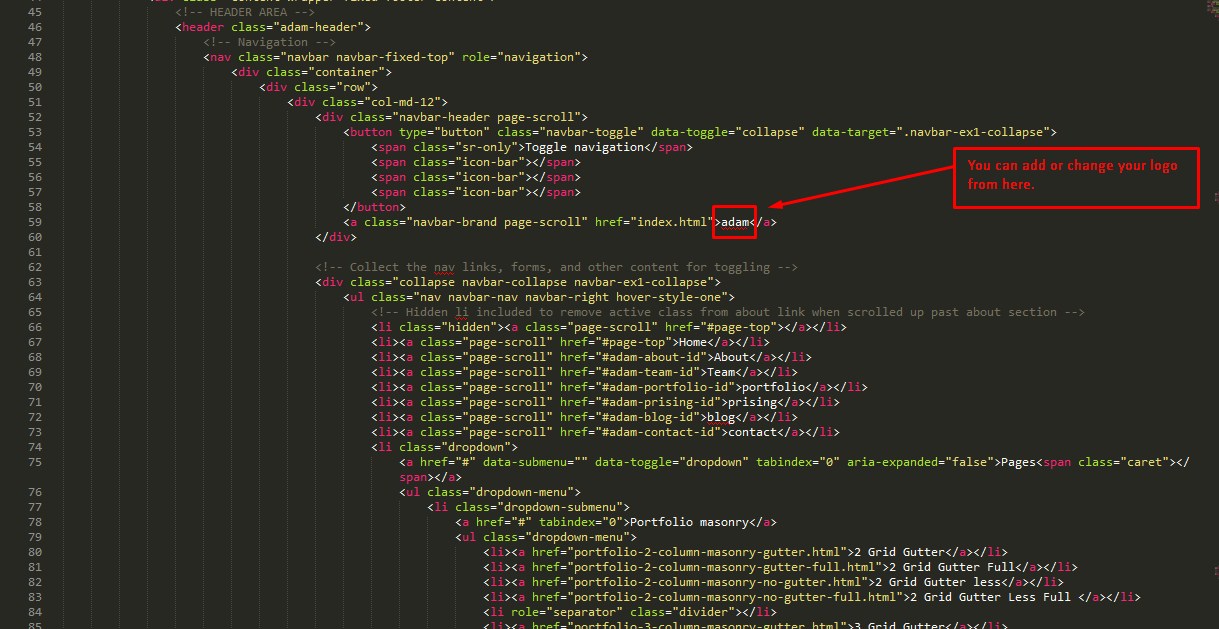 45 <!-- HEADER AREA -->
46 <header class="adam-header">
47 <!-- Navigation -->
48 <nav class="navbar navbar-fixed-top" role="navigation">
49 <div class="container">
50 <div class="row">
51 <div class="col-md-12">
52 <div class="navbar-header page-scroll">
53 <button type="button" class="navbar-toggle" data-toggle="collapse" data-target=".navbar-ex1-collapse">
54 <span class="sr-only">Toggle navigation</span>
55 <span class="icon-bar"></span>
56 <span class="icon-bar"></span>
57 <span class="icon-bar"></span>
You can add or change your logo
from here.
58 </button>
59 <a class="navbar-brand page-scroll" href="index.html">adam</a>
60 </div>
61
62 <!-- Collect the nav links, forms, and other content for toggling -->
63 <div class="collapse navbar-collapse navbar-ex1-collapse">
64 <ul class="nav navbar-nav navbar-right hover-style-one">
65 <!-- Hidden li included to remove active class from about link when scrolled up past about section -->
66 <li class="hidden"><a class="page-scroll" href="#page-top"></a></li>
67 <li><a class="page-scroll" href="#page-top">Home</a></li>
68 <li><a class="page-scroll" href="#adam-about-id">About</a></li>
69 <li><a class="page-scroll" href="#adam-team-id">Team</a></li>
70 <li><a class="page-scroll" href="#adam-portfolio-id">portfolio</a></li>
71 <li><a class="page-scroll" href="#adam-prising-id">prising</a></li>
72 <li><a class="page-scroll" href="#adam-blog-id">blog</a></li>
73 <li><a class="page-scroll" href="#adam-contact-id">contact</a></li>
74 <li class="dropdown">
75 <a href="#" data-submenu="" data-toggle="dropdown" tabindex="0" aria-expanded="false">Pages<span class="caret"></
span></a>
76 <ul class="dropdown-menu">
77 <li class="dropdown-submenu">
78 <a href="#" tabindex="0">Portfolio masonry</a>
79 <ul class="dropdown-menu">
80 <li><a href="portfolio-2-column-masonry-gutter.html">2 Grid Gutter</a></li>
81 <li><a href="portfolio-2-column-masonry-gutter-full.html">2 Grid Gutter Full</a></li>
82 <li><a href="portfolio-2-column-masonry-no-gutter.html">2 Grid Gutter less</a></li>
83 <li><a href="portfolio-2-column-masonry-no-gutter-full.html">2 Grid Gutter Less Full </a></li>
84 <li role="separator" class="divider"></li>
85 <li><a href="portfolio-3-column-masonry-gutter.html">3 Grid Gutter</a></li>